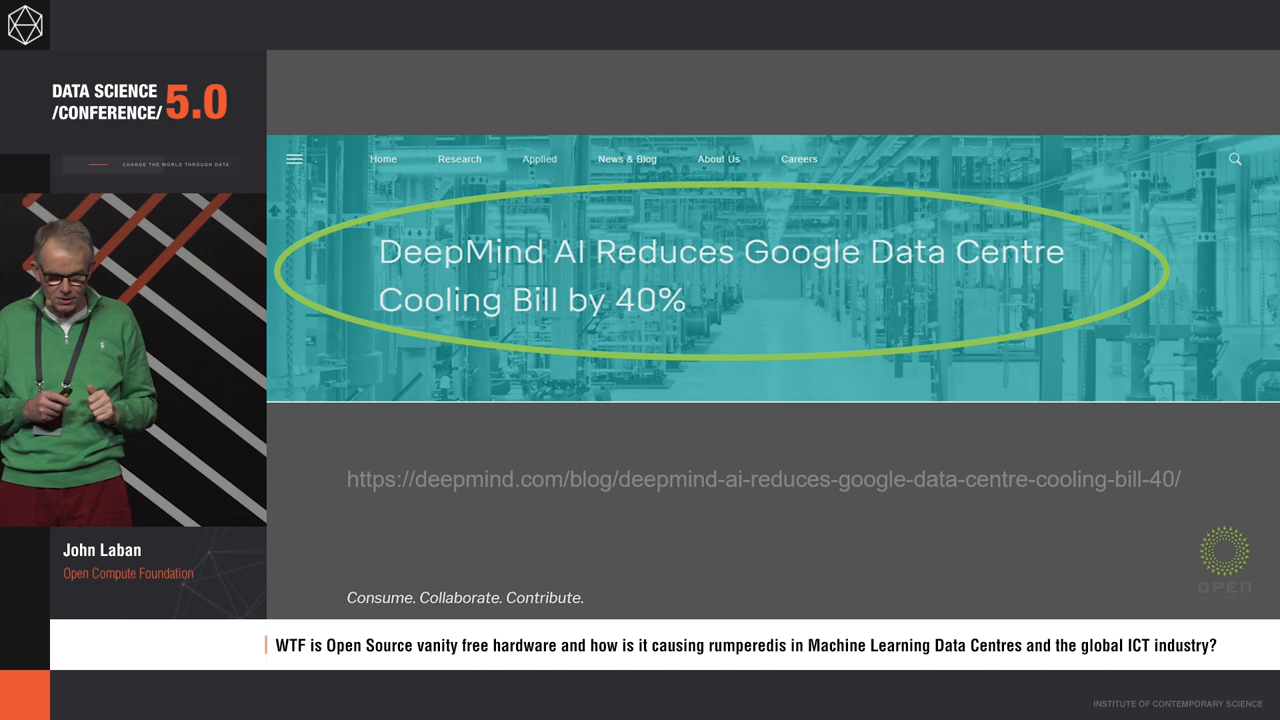 DATA SCIENCE
/CONFERENCE/ 5.0
CHANGE THE WORLD THROUGH DATA
Home Research Applied News & Blog About Us Careers
DeepMind AI Reduces Google Data Centre
Cooling Bill by 40%
https://deepmind.com/blog/deepmind-ai-reduces-google-data-centre-cooling-bill-40/
OPEN
Consume. Collaborate. Contribute.
John Laban
Open Compute Foundation
WTF is Open Source vanity free hardware and how is it causing rumperedis in Machine Learning Data Centres and the global ICT industry?
INSTITUTE OF CONTEMPORARY SCIENCE